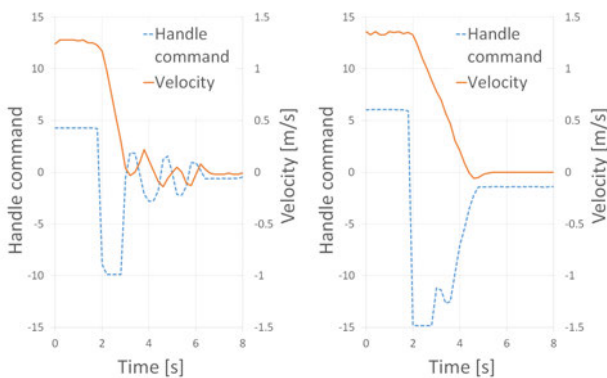 15
10
5
0
-5
-10
-15
Handle command
Handle
command
Velocity
1.5
1
0.5
0
-0.5
-1
-1.5
Velocity [m/s]
0 2 4 6 8
Time [s]
15
10
5
0
-5
-10
-15
Handle command
Handle
command
Velocity
1.5
1
0.5
0
-0.5
-1
-1.5
Velocity [m/s]
0 2 4 6 8
Time [s]